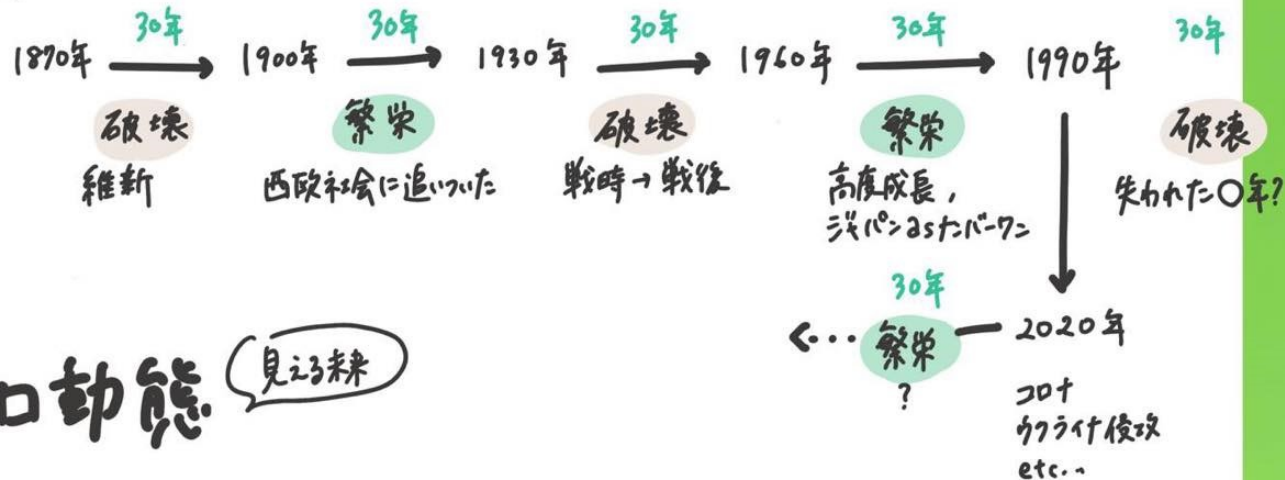 30年 30年 30年 30年 30年
1870年 → 1900年 → 1930年 → 1960年 → 1990年
破壊 繁栄 破壊 繁栄 破壊
維新 西欧社会に追いついた 戦時→戦後 高度成長, 失われた〇年?
ジャパンasナンバーワン
30年
繁栄 2020年
?
口動態 見える未来
コロナ
ウクライナ侵攻
etc..